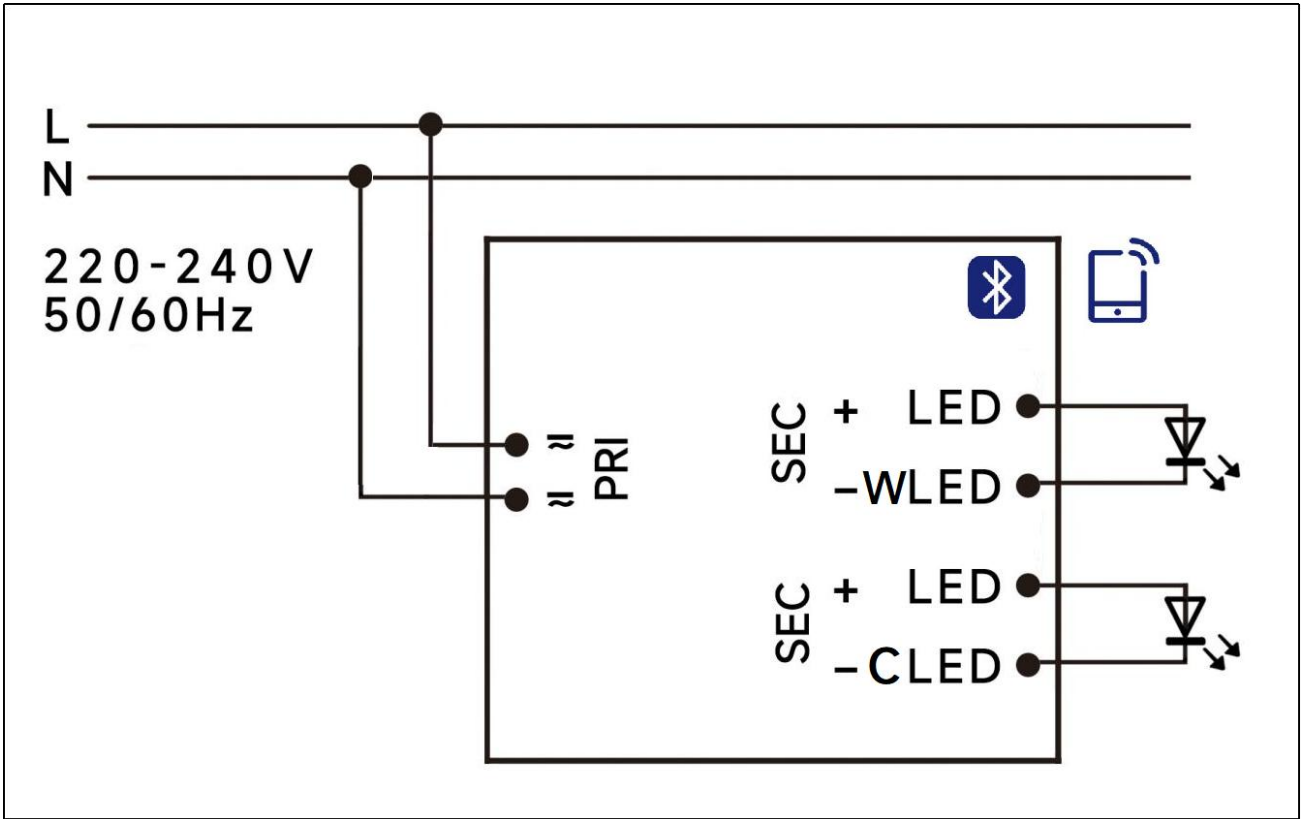 L
N
220-240V
50/60Hz
PRI
SEC
+ LED
-WLED
SEC
+ LED
-CLED